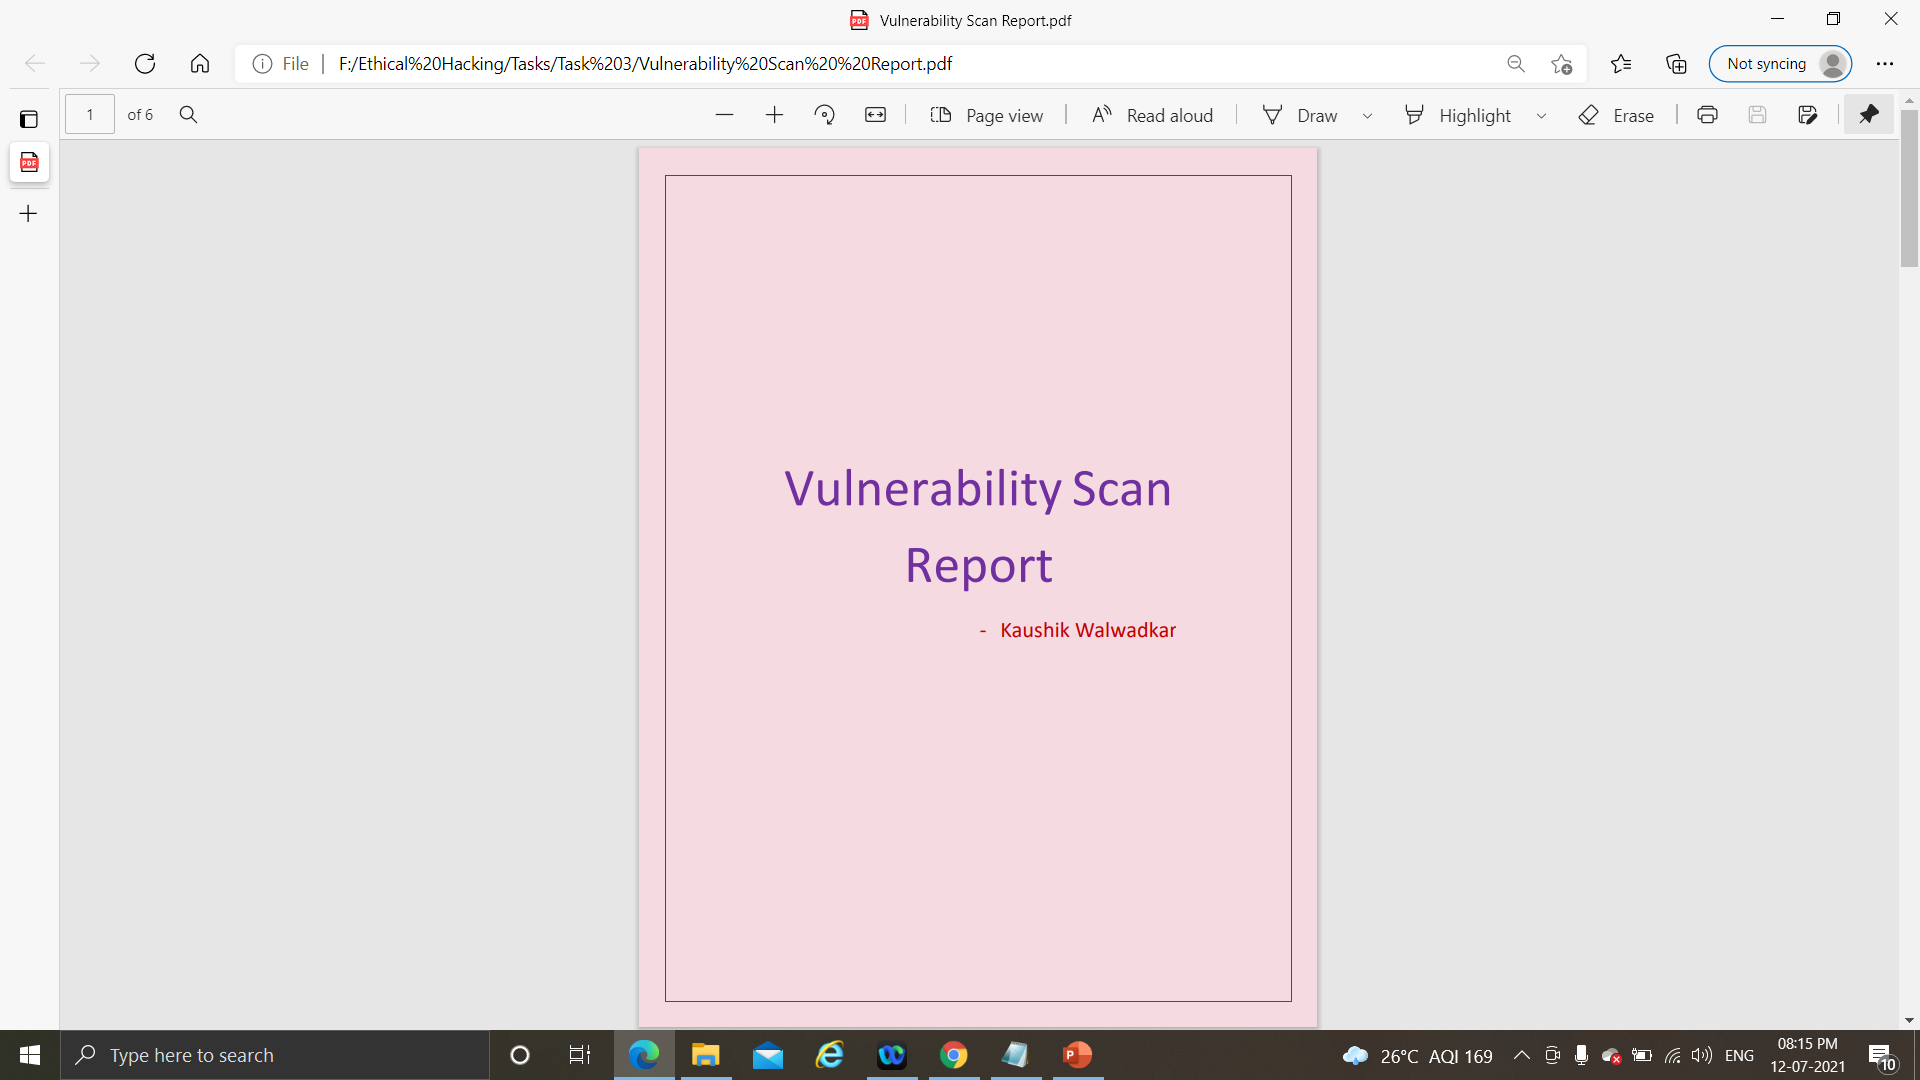 Vulnerability Scan Report.pdf
File F:/Ethical%20Hacking/Tasks/Task%203/Vulnerability%20Scan%20%20Report.pdf Not syncing
1 of 6 Page view Read aloud Draw Highlight Erase
Vulnerability Scan
Report
- Kaushik Walwadkar
Type here to search 26°C AQI 169 ENG 08:15 PM
12-07-2021 10